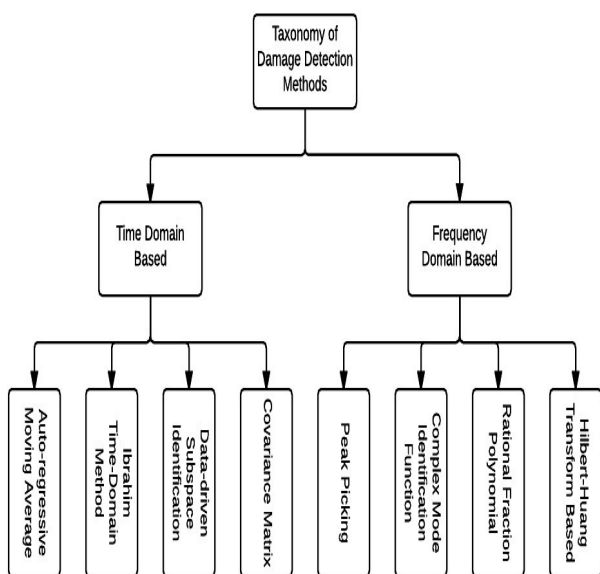 Taxonomy of
Damage Detection
Methods
Time Domain
Based
Frequency
Domain Based
Auto-regressive
Moving Average
Ibrahim
Time-Domain
Method
Data-driven
Subspace
Identification
Covariance Matrix
Peak Picking
Complex Mode
Identification
Function
Rational Fraction
Polynomial
Hilbert-Huang
Transform Based